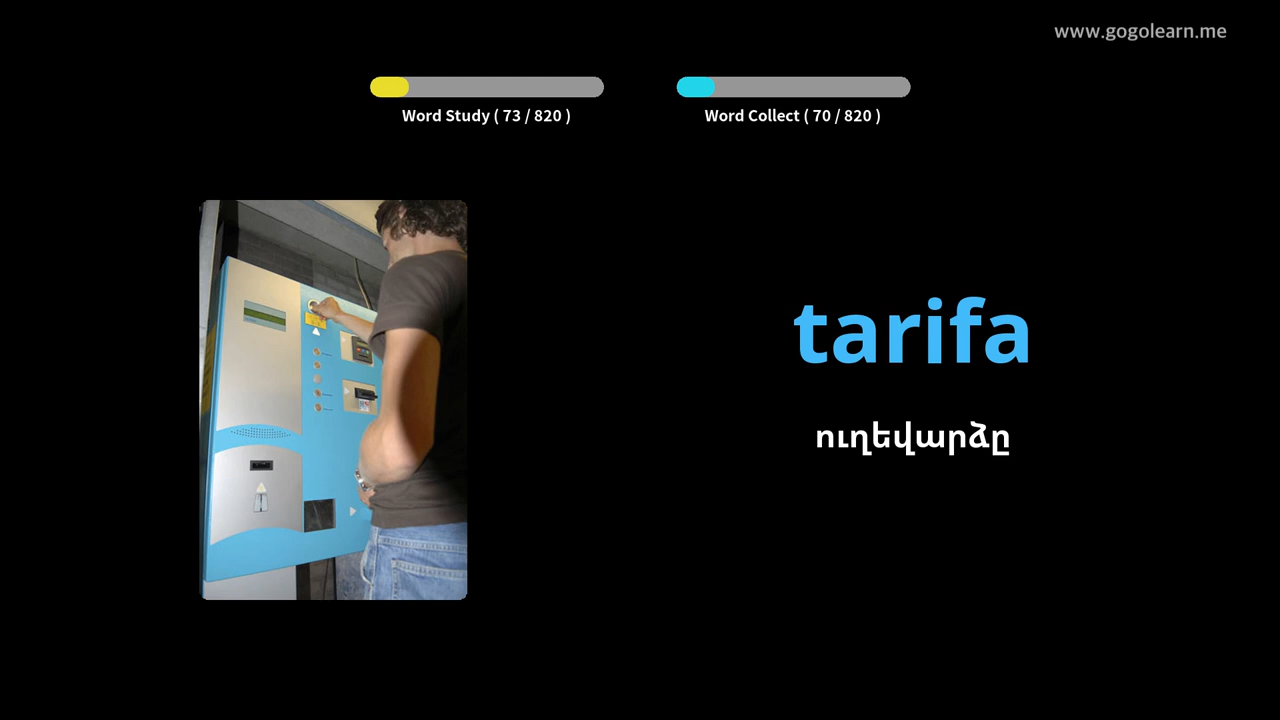 www.gogolearn.me
Word Study ( 73 / 820 )
Word Collect ( 70 / 820 )
tarifa
ուղեվարձը